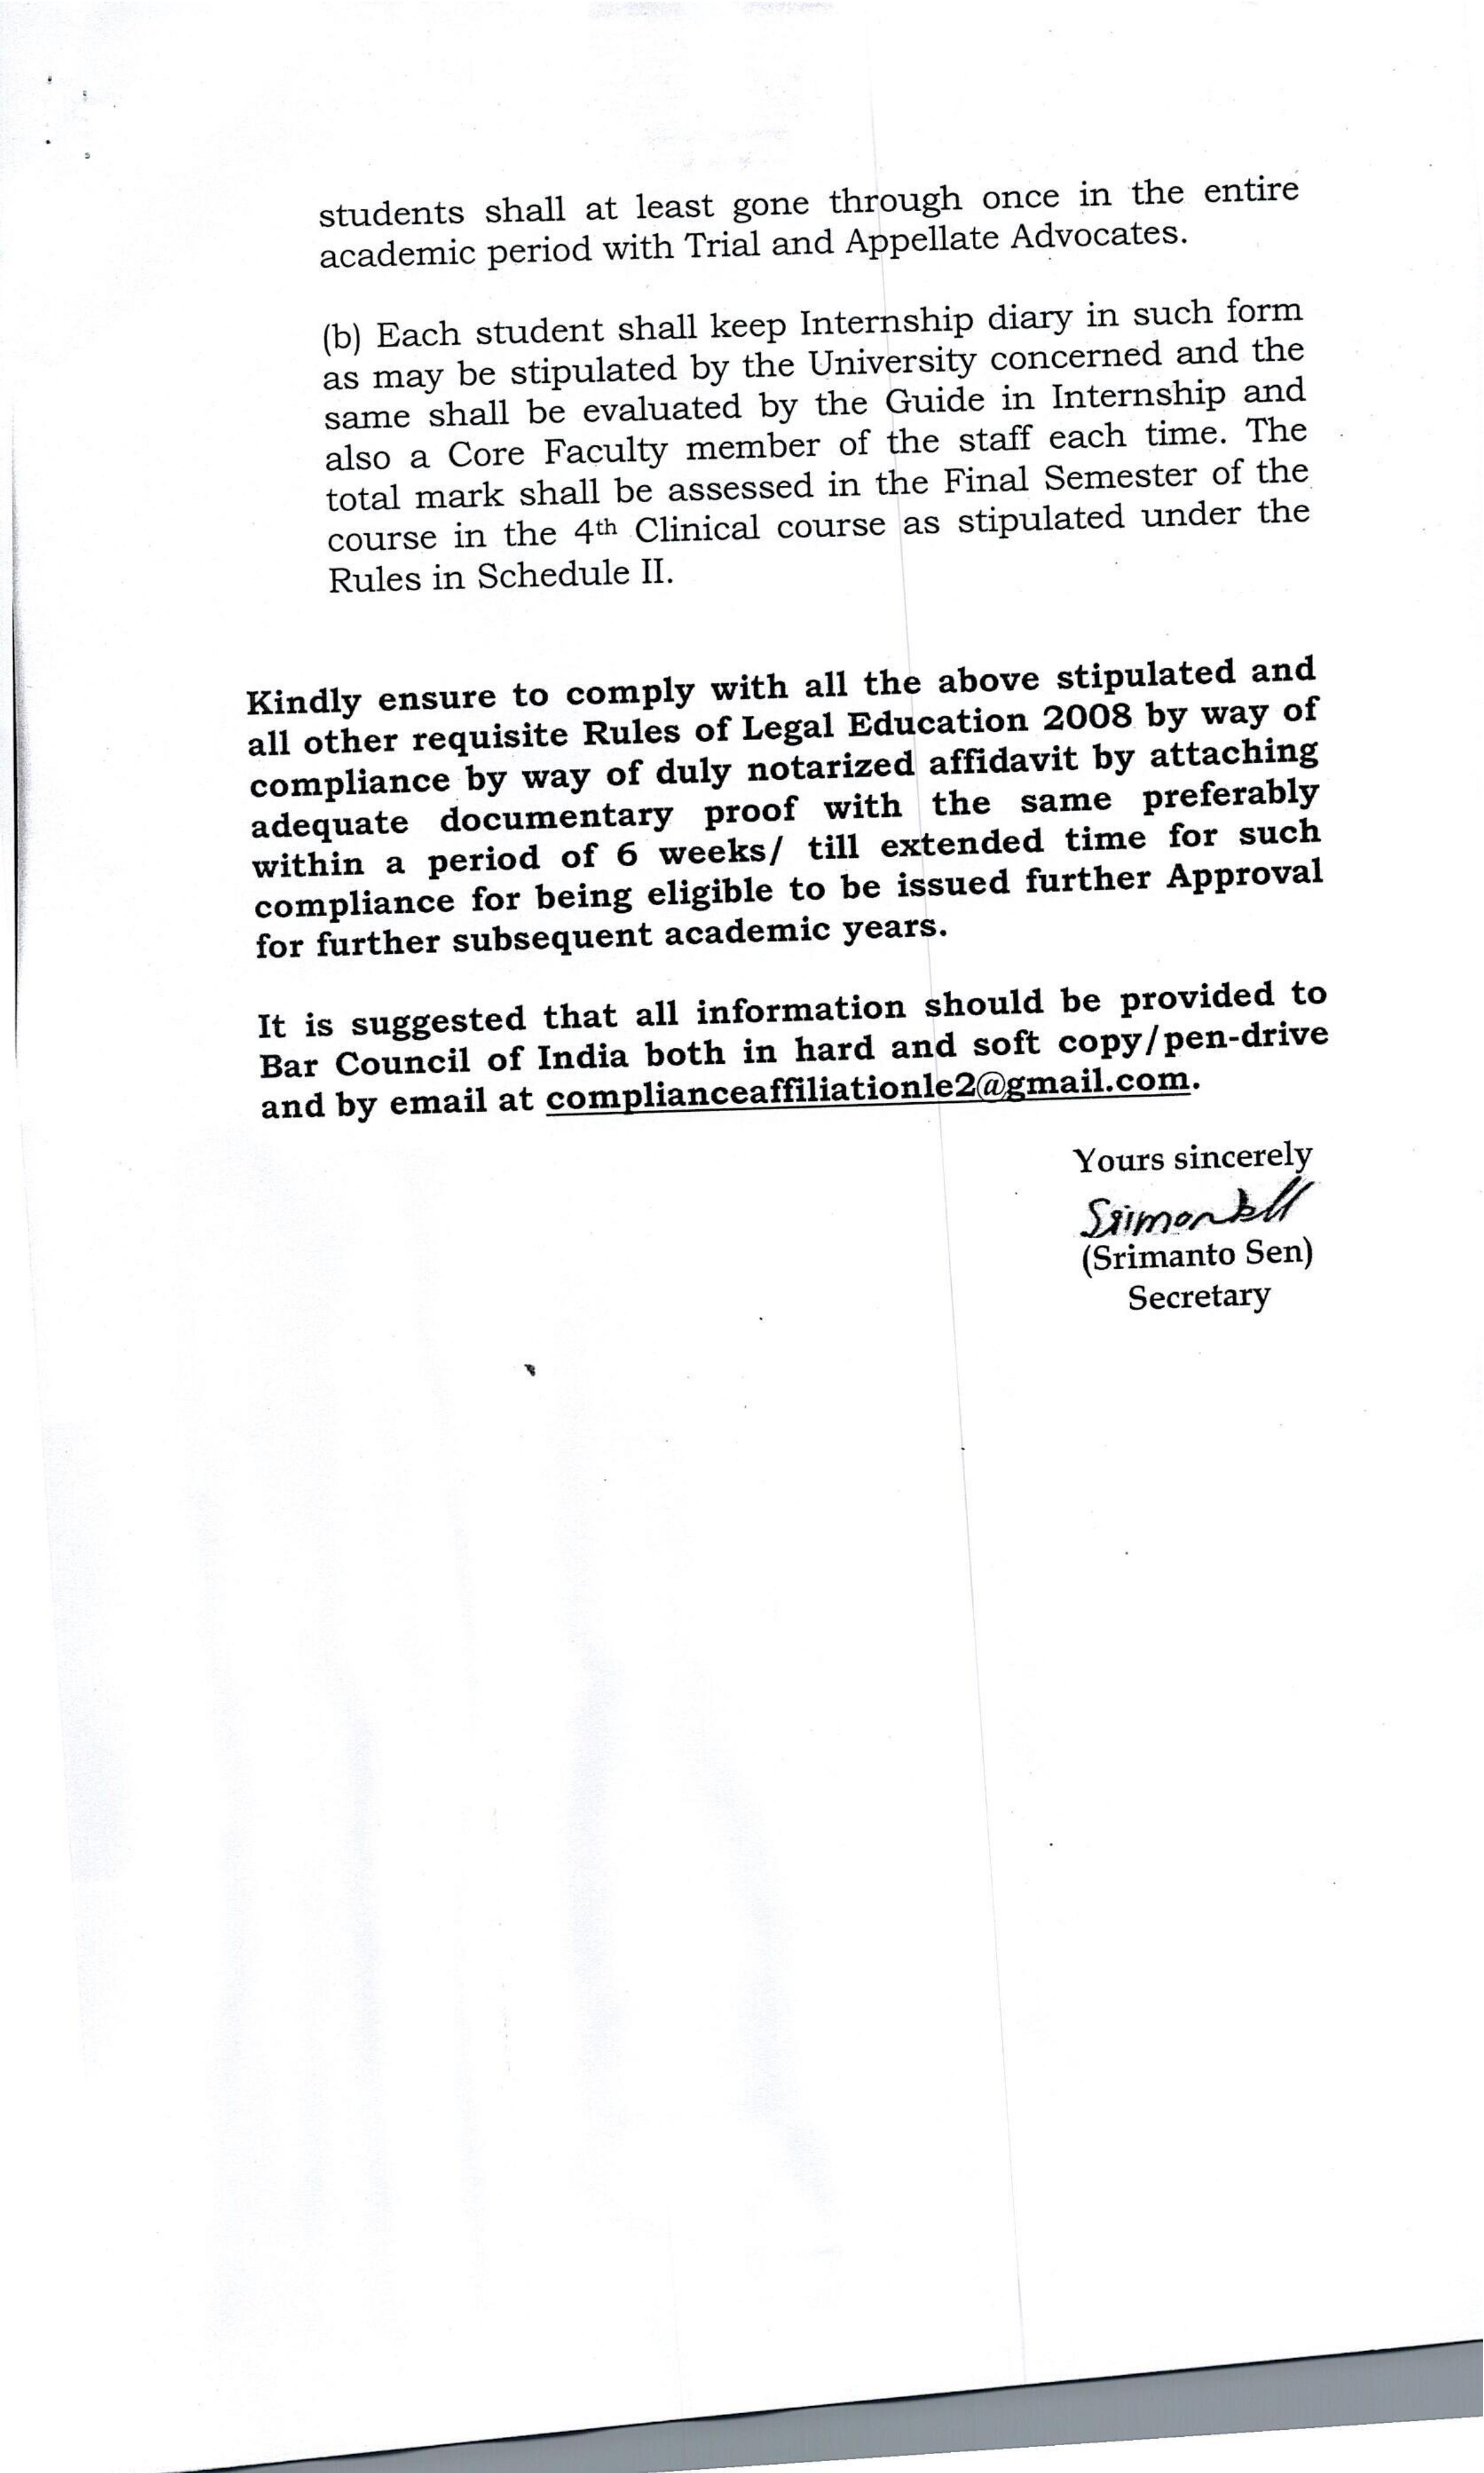 students shall at least gone through once in the entire
academic period with Trial and Appellate Advocates.
(b) Each student shall keep Internship diary in such form
as may be stipulated by the University concerned and the
same shall be evaluated by the Guide in Internship and
also a Core Faculty member of the staff each time. The
total mark shall be assessed in the Final Semester of the
course in the 4th Clinical course as stipulated under the
Rules in Schedule II.
Kindly ensure to comply with all the above stipulated and
all other requisite Rules of Legal Education 2008 by way of
compliance by way of duly notarized affidavit by attaching
adequate documentary proof with the same preferably
within a period of 6 weeks/ till extended time for such
compliance for being eligible to be issued further Approval
for further subsequent academic years.
It is suggested that all information should be provided to
Bar Council of India both in hard and soft copy/pen-drive
and by email at complianceaffiliationle2@gmail.com.
Yours sincerely
(Srimanto Sen)
Secretary